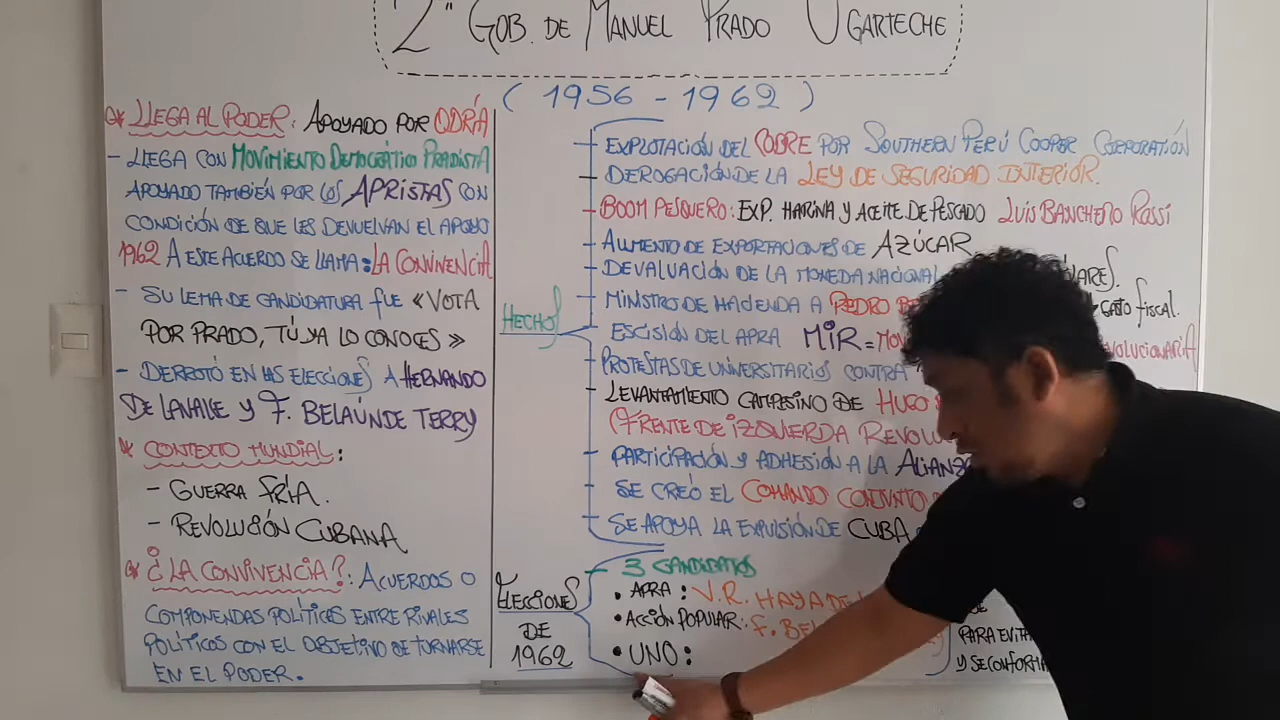 2° GOB. DE MANUEL PRADO UGARTECHE
(1956 - 1962)
* LLEGA AL PODER: APOYADO POR ODRÍA
- LLEGA CON MOVIMIENTO DEMOCRÁTICO PRADISTA
APOYADO TAMBIÉN POR LOS APRISTAS CON
CONDICIÓN DE QUE LES DEVUELVAN EL APOYO
1962 A ESTE ACUERDO SE LLAMA: LA CONVIVENCIA
- SU LEMA DE CANDIDATURA FUE «VOTA
POR PRADO, TÚ YA LO CONOCES»
- DERROTÓ EN LAS ELECCIONES A HERNANDO
DE LAVALLE Y F. BELAÚNDE TERRY
* CONTEXTO MUNDIAL:
- GUERRA FRÍA.
- REVOLUCIÓN CUBANA
* ¿LA CONVIVENCIA?: ACUERDOS O
COMPONENDAS POLÍTICOS ENTRE RIVALES
POLÍTICOS CON EL OBJETIVO DE TURNARSE
EN EL PODER.
HECHOS
- EXPLOTACIÓN DEL COBRE POR SOUTHERN PERÚ COOPER CORPORATIÓN
- DEROGACIÓN DE LA LEY DE SEGURIDAD INTERIOR.
- BOOM PESQUERO: EXP. HARINA Y ACEITE DE PESCADO LUIS BANCHERO ROSSI
- AUMENTO DE EXPORTACIONES DE AZÚCAR
- DEVALUACIÓN DE LA MONEDA NACIONAL
- MINISTRO DE HACIENDA A PEDRO GASTO fiscal.
ESCISIÓN DEL APRA MIR =
PROTESTAS DE UNIVERSITARIOS CONTRA
- LEVANTAMIENTO CAMPESINO DE HUGO
(FRENTE DE IZQUIERDA
- PARTICIPACIÓN Y ADHESIÓN A LA
- SE CREÓ EL COMANDO CONJUNTO
- SE APOYA LA EXPULSIÓN DE CUBA
ELECCIONES
DE
1962
3 CANDIDATOS
• APRA: V.R. HAYA
• ACCIÓN POPULAR: F.
• UNO:
PARA
Y SE